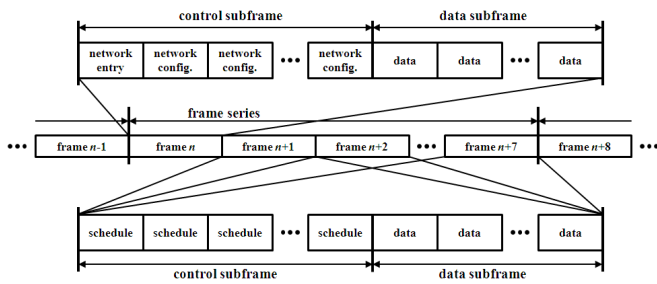 control subframe data subframe
network entry network config. network config. ••• network config. data data ••• data
frame series
••• frame n-1 frame n frame n+1 frame n+2 ••• frame n+7 frame n+8 •••
schedule schedule schedule ••• schedule data data ••• data
control subframe data subframe